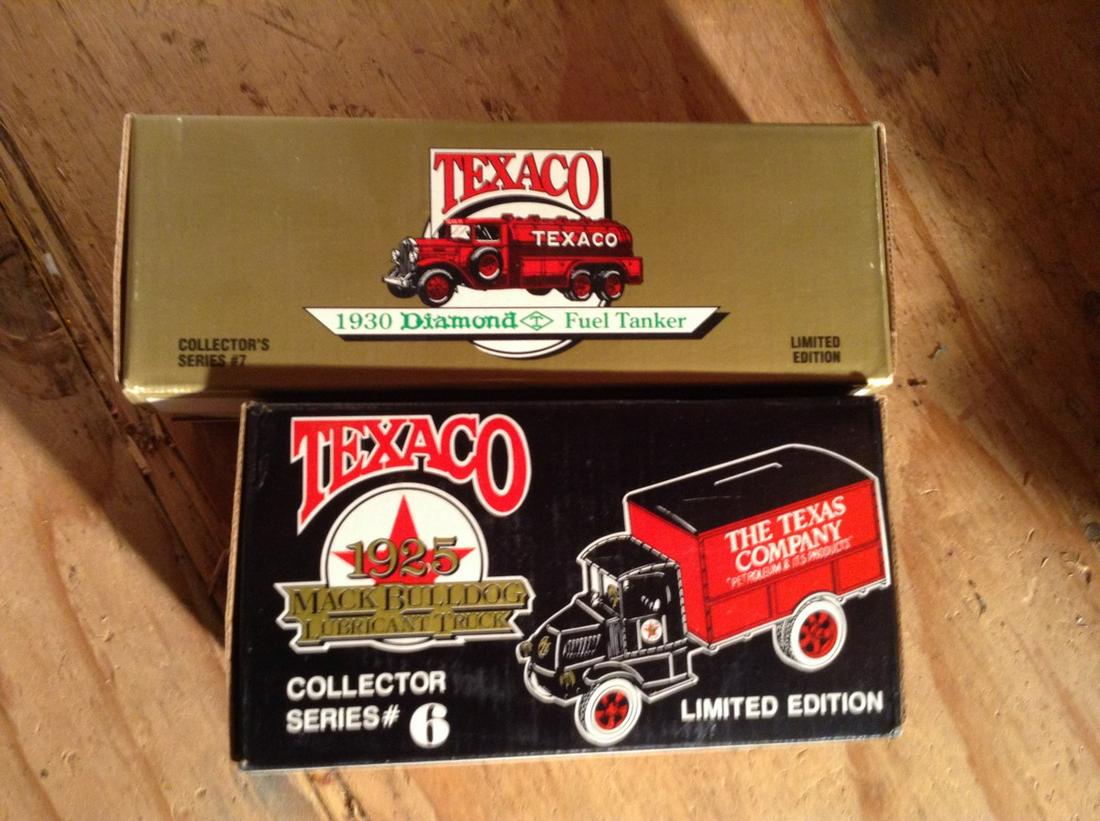 TEXACO
TEXACO
1930 Diamond T Fuel Tanker
COLLECTOR'S
SERIES #7
LIMITED
EDITION
TEXACO
1925
MACK BULLDOG
LUBRICANT TRUCK
COLLECTOR
SERIES# 6
THE TEXAS
COMPANY
"PETROLEUM & ITS PRODUCTS"
LIMITED EDITION